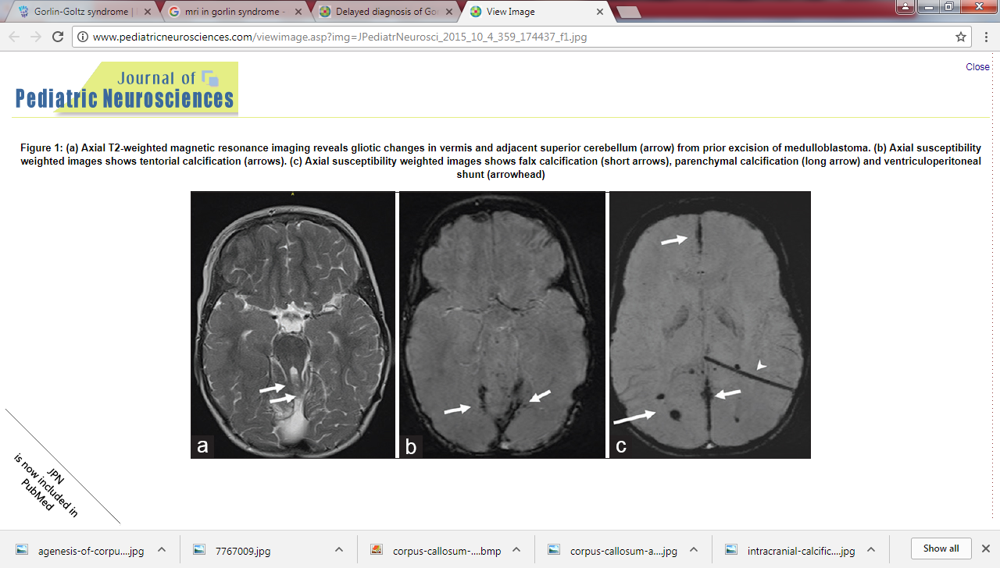 Gorlin-Goltz syndrome |
mri in gorlin syndrome -
Delayed diagnosis of Go
View Image
www.pediatricneurosciences.com/viewimage.asp?img=JPediatrNeurosci_2015_10_4_359_174437_f1.jpg
Close
Journal of
Pediatric Neurosciences
Figure 1: (a) Axial T2-weighted magnetic resonance imaging reveals gliotic changes in vermis and adjacent superior cerebellum (arrow) from prior excision of medulloblastoma. (b) Axial susceptibility
weighted images shows tentorial calcification (arrows). (c) Axial susceptibility weighted images shows falx calcification (short arrows), parenchymal calcification (long arrow) and ventriculoperitoneal
shunt (arrowhead)
a
b
c
JPN
is now included in
PubMed
agenesis-of-corpu....jpg
7767009.jpg
corpus-callosum-....bmp
corpus-callosum-a....jpg
intracranial-calcific....jpg
Show all